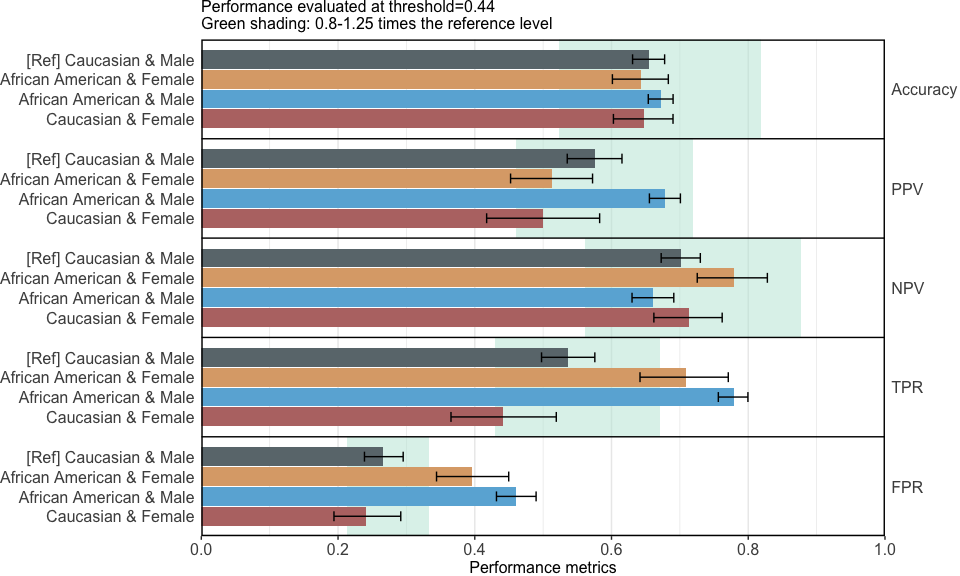 Performance evaluated at threshold=0.44
Green shading: 0.8-1.25 times the reference level
[Ref] Caucasian & Male
African American & Female
African American & Male
Caucasian & Female
Accuracy
[Ref] Caucasian & Male
African American & Female
African American & Male
Caucasian & Female
PPV
[Ref] Caucasian & Male
African American & Female
African American & Male
Caucasian & Female
NPV
[Ref] Caucasian & Male
African American & Female
African American & Male
Caucasian & Female
TPR
[Ref] Caucasian & Male
African American & Female
African American & Male
Caucasian & Female
FPR
0.0 0.2 0.4 0.6 0.8 1.0
Performance metrics